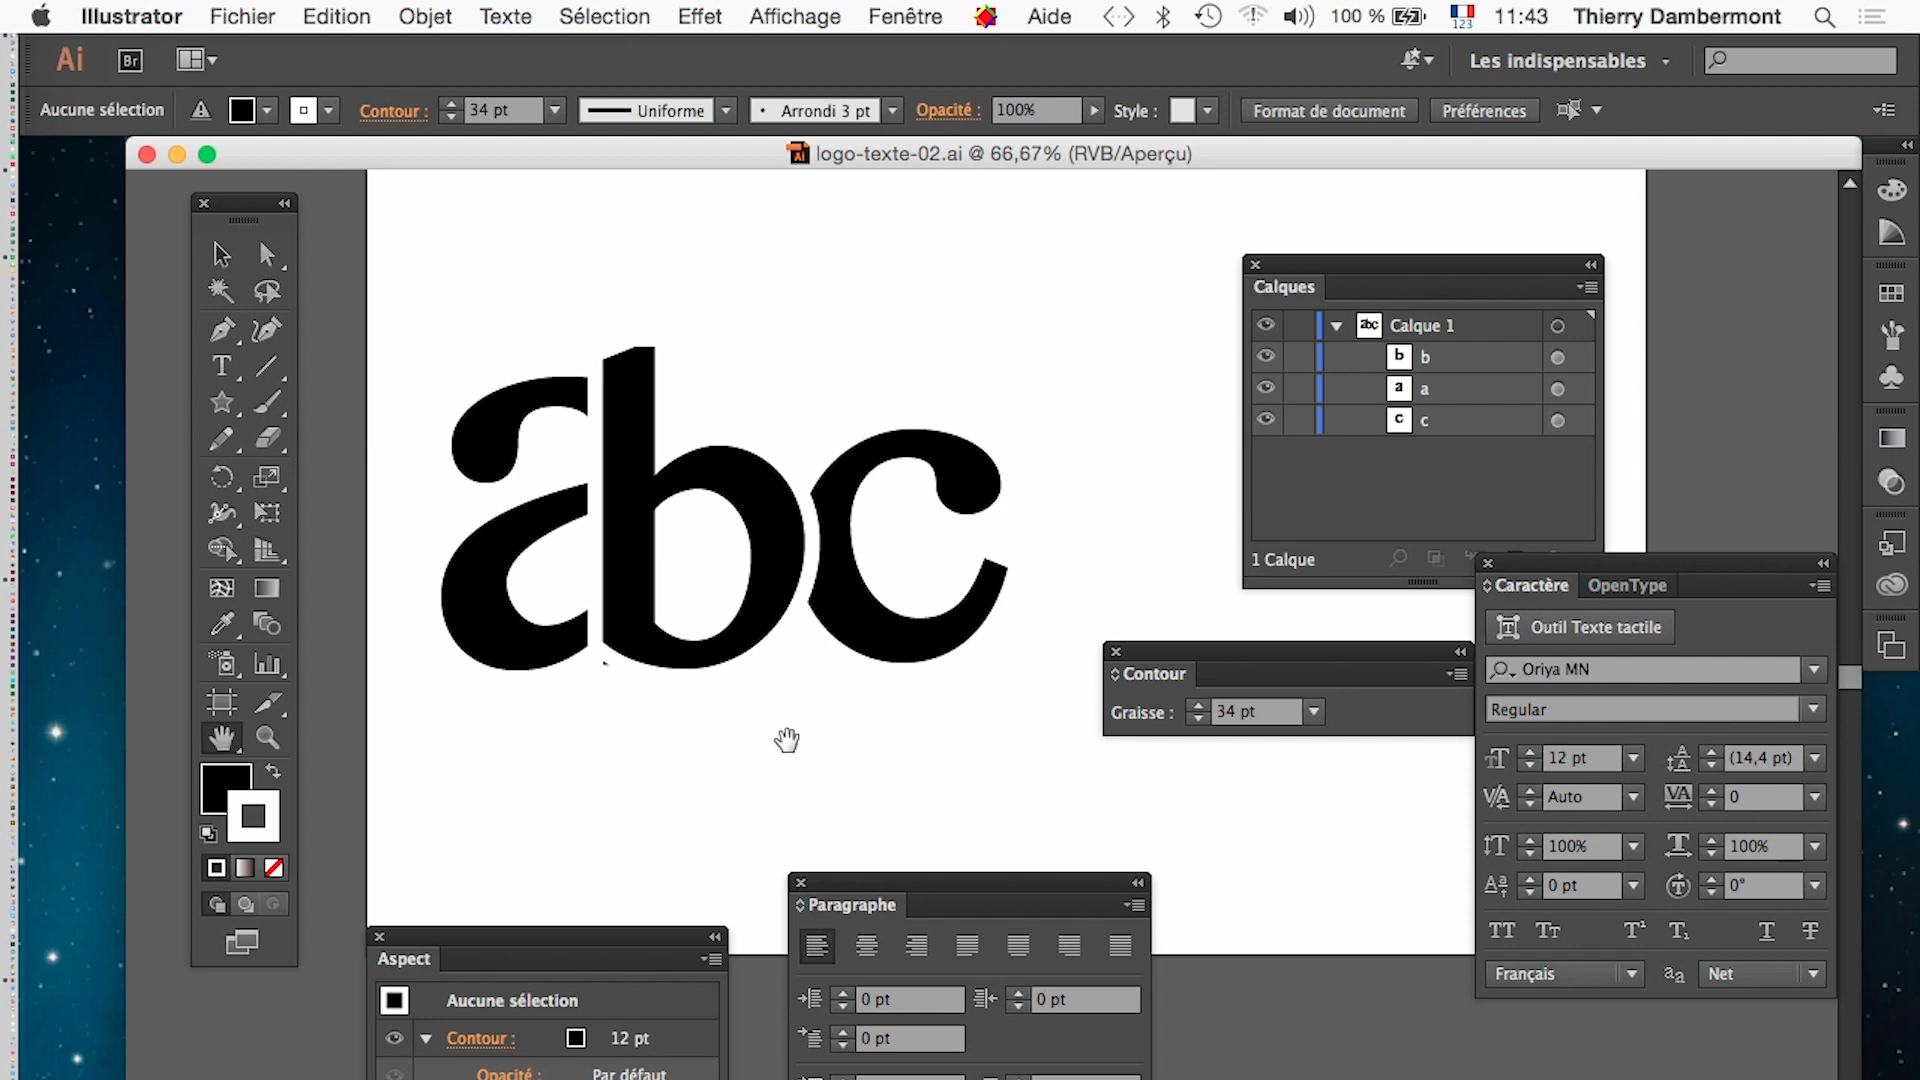 Illustrator Fichier Edition Objet Texte Sélection Effet Affichage Fenêtre Aide 100 % 123 11:43 Thierry Dambermont
Ai Br Les indispensables
Aucune sélection Contour : 34 pt Uniforme Arrondi 3 pt Opacité : 100% Style : Format de document Préférences
logo-texte-02.ai @ 66,67% (RVB/Aperçu)
abc
Calques
abc Calque 1
b b
a a
c c
1 Calque
Contour
Graisse : 34 pt
Caractère OpenType
Outil Texte tactile
Oriya MN
Regular
12 pt (14,4 pt)
Auto 0
100% 100%
0 pt 0°
Français Net
Paragraphe
0 pt 0 pt
0 pt
Aspect
Aucune sélection
Contour : 12 pt
Opacité : Par défaut